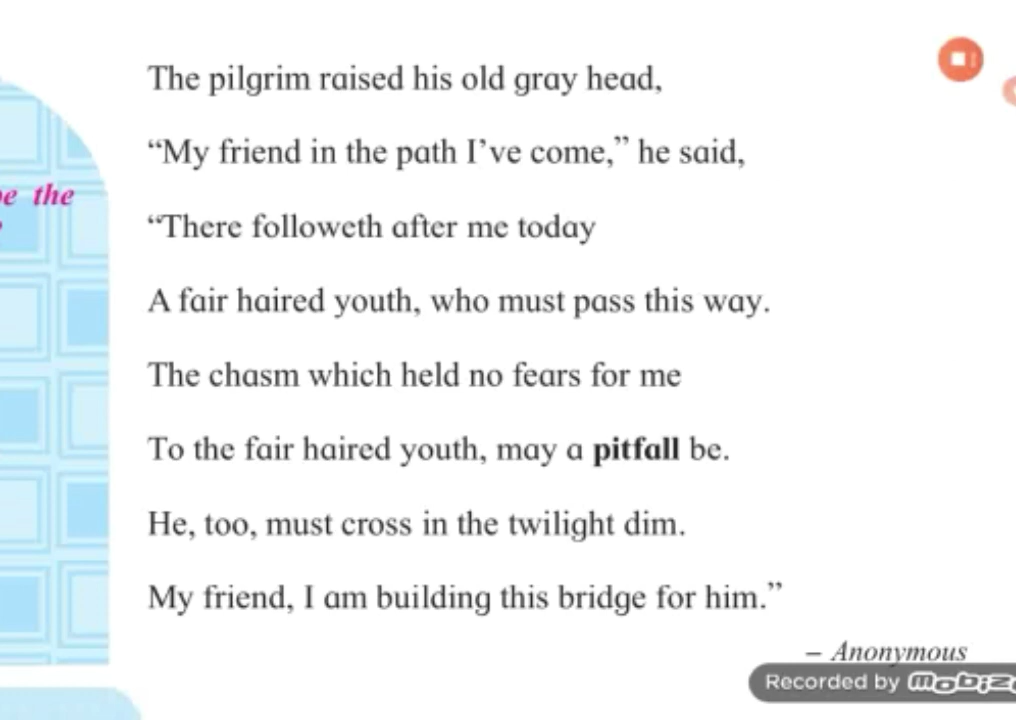 The pilgrim raised his old gray head,
“My friend in the path I’ve come,” he said,
be the
“There followeth after me today
A fair haired youth, who must pass this way.
The chasm which held no fears for me
To the fair haired youth, may a pitfall be.
He, too, must cross in the twilight dim.
My friend, I am building this bridge for him.”
– Anonymous
Recorded by